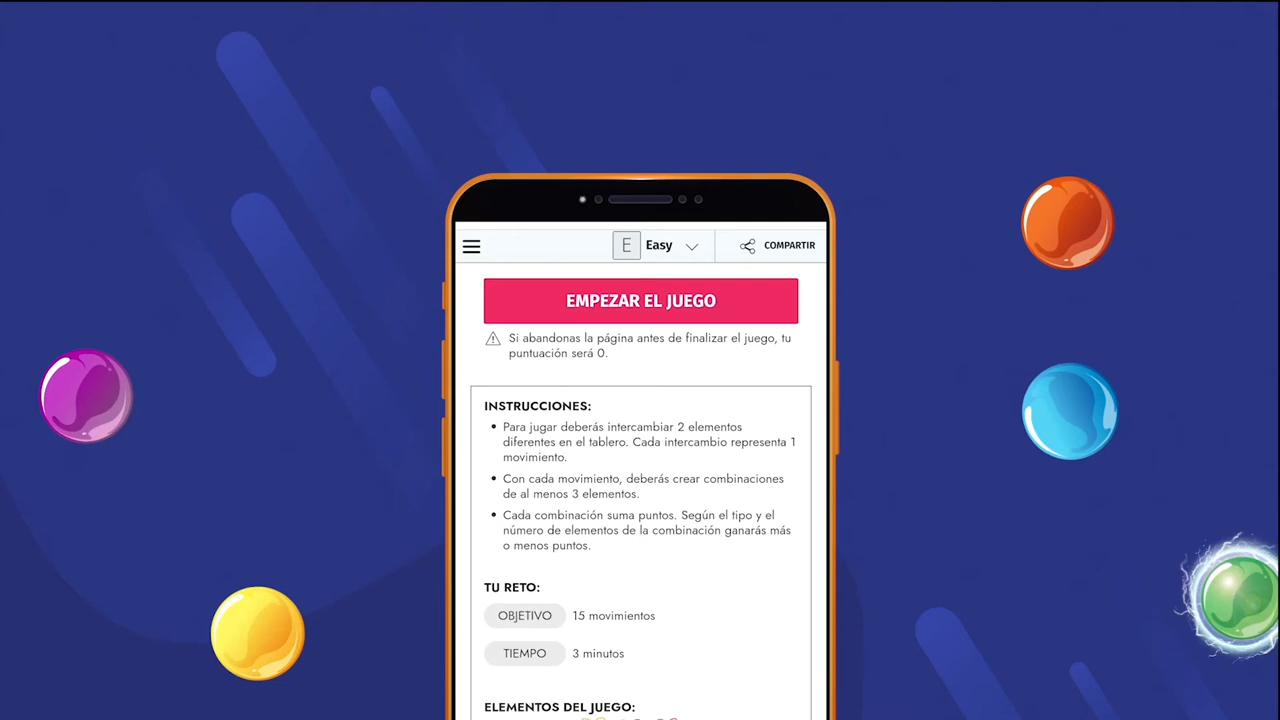 E Easy COMPARTIR
EMPEZAR EL JUEGO
Si abandonas la página antes de finalizar el juego, tu
puntuación será 0.
INSTRUCCIONES:
• Para jugar deberás intercambiar 2 elementos
diferentes en el tablero. Cada intercambio representa 1
movimiento.
• Con cada movimiento, deberás crear combinaciones
de al menos 3 elementos.
• Cada combinación suma puntos. Según el tipo y el
número de elementos de la combinación ganarás más
o menos puntos.
TU RETO:
OBJETIVO 15 movimientos
TIEMPO 3 minutos
ELEMENTOS DEL JUEGO: